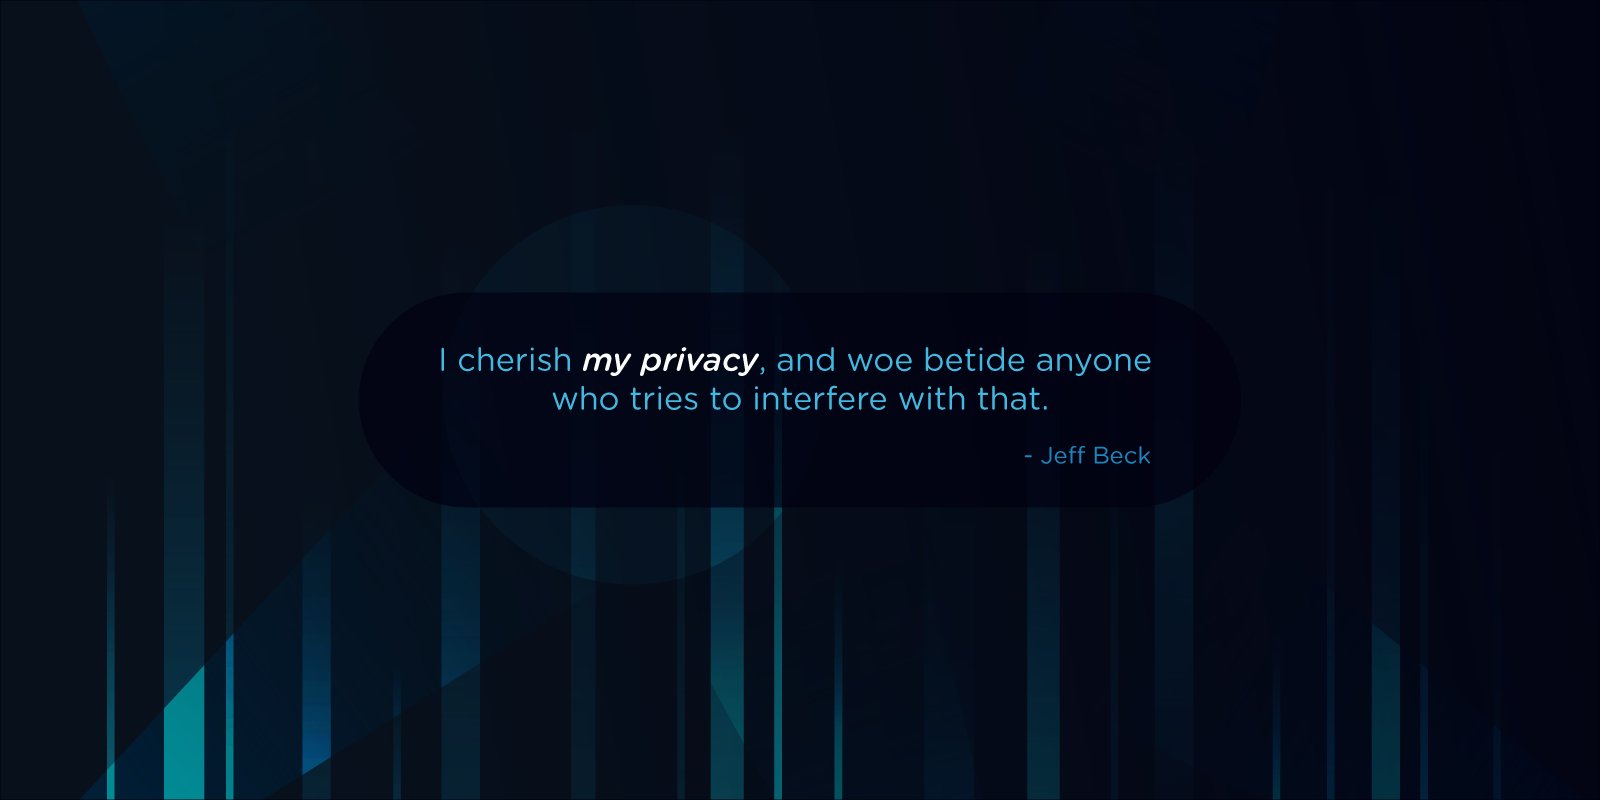 I cherish my privacy, and woe betide anyone
who tries to interfere with that.
- Jeff Beck